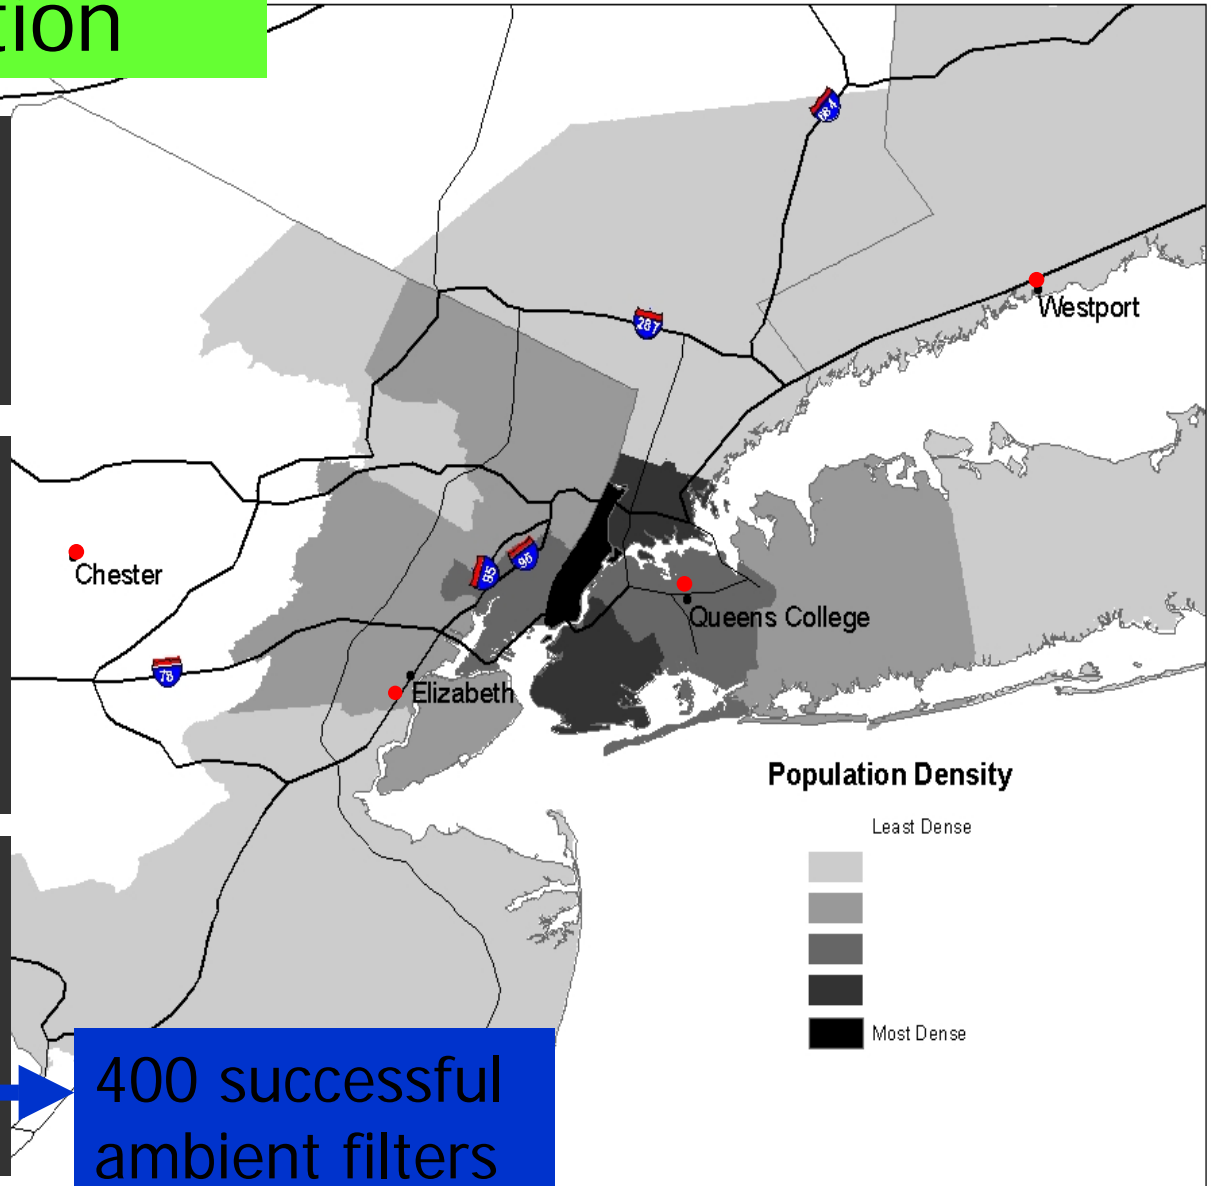 tion
684
287
Westport
95
95
Chester
Queens College
78
Elizabeth
Population Density
Least Dense
Most Dense
400 successful
ambient filters